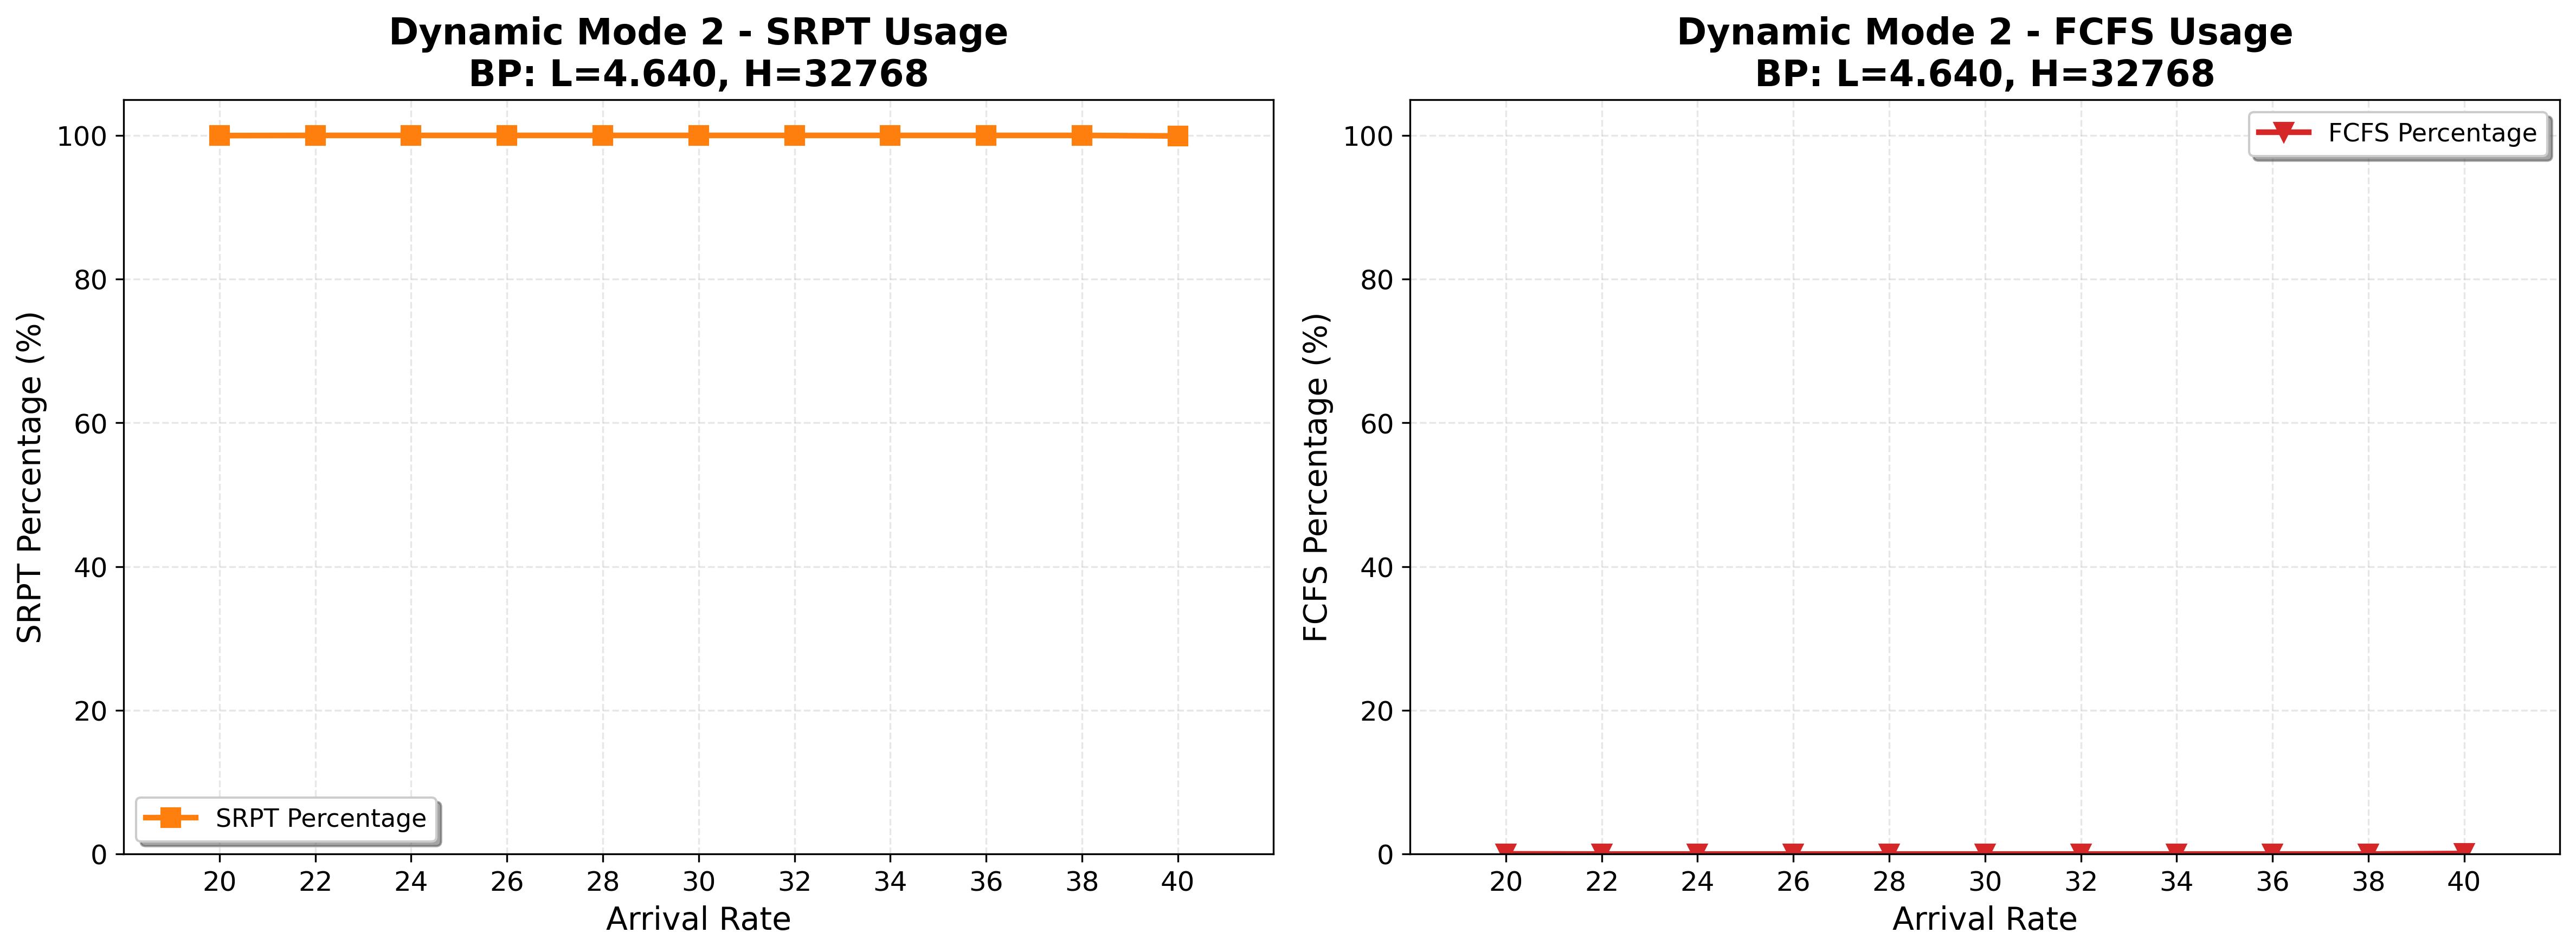 Dynamic Mode 2 - SRPT Usage
BP: L=4.640, H=32768
SRPT Percentage (%)
100
80
60
40
20
0
SRPT Percentage
20 22 24 26 28 30 32 34 36 38 40
Arrival Rate
Dynamic Mode 2 - FCFS Usage
BP: L=4.640, H=32768
FCFS Percentage (%)
100
80
60
40
20
0
FCFS Percentage
20 22 24 26 28 30 32 34 36 38 40
Arrival Rate